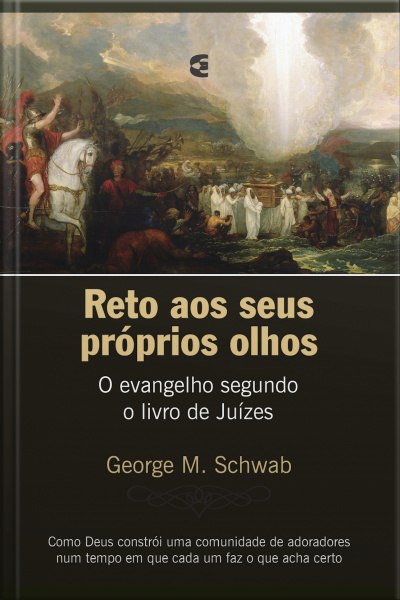 Reto aos seus
próprios olhos
O evangelho segundo
o livro de Juízes
George M. Schwab
Como Deus constrói uma comunidade de adoradores
num tempo em que cada um faz o que acha certo